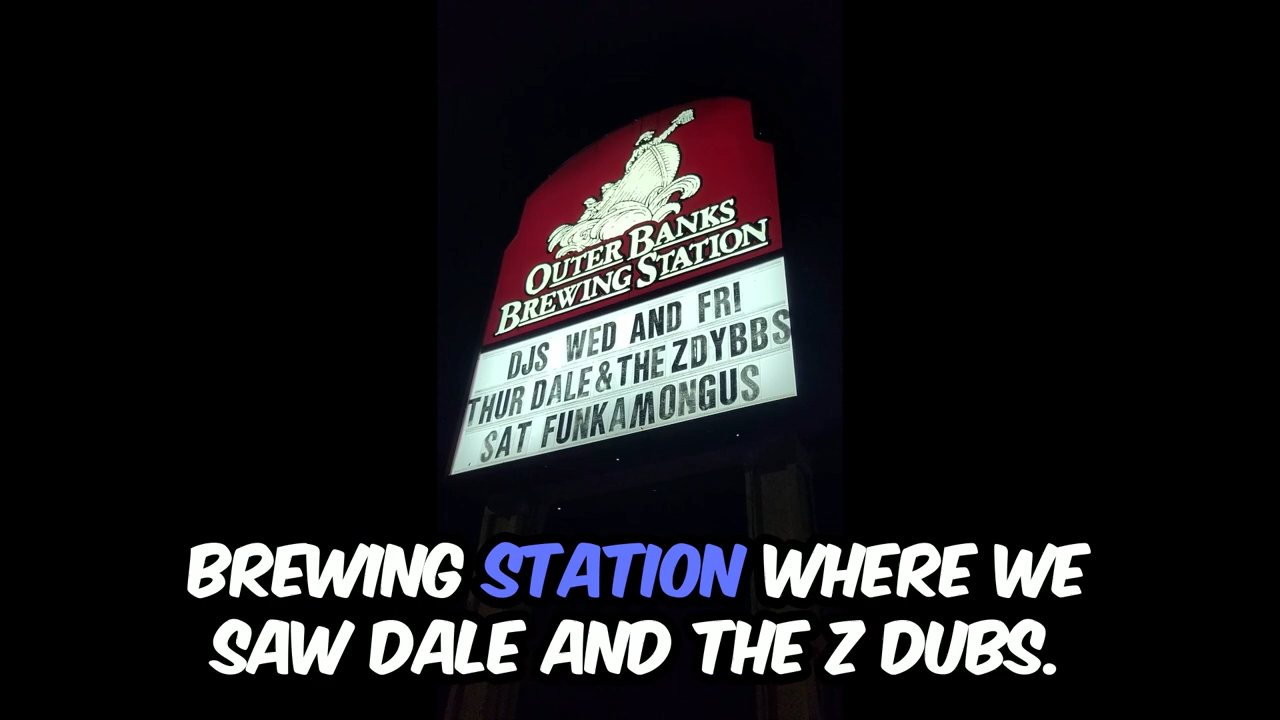 OUTER BANKS
BREWING STATION
DJS WED AND FRI
THUR DALE & THE ZDYBBS
SAT FUNKAMONGUS
BREWING STATION WHERE WE
SAW DALE AND THE Z DUBS.